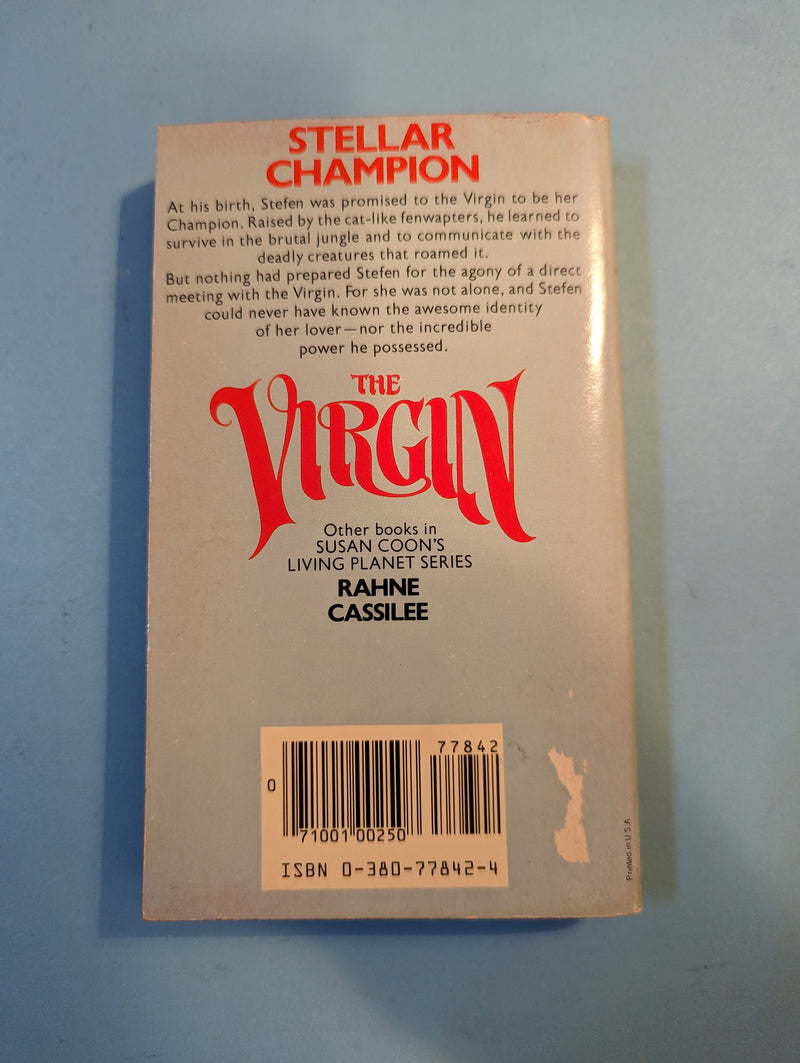 STELLAR
CHAMPION
At his birth, Stefen was promised to the Virgin to be her
Champion. Raised by the cat-like fenwapters, he learned to
survive in the brutal jungle and to communicate with the
deadly creatures that roamed it.
But nothing had prepared Stefen for the agony of a direct
meeting with the Virgin. For she was not alone, and Stefen
could never have known the awesome identity
of her lover—nor the incredible
power he possessed.
THE
VIRGIN
Other books in
SUSAN COON'S
LIVING PLANET SERIES
RAHNE
CASSILEE
77842
0
71001 00250
ISBN 0-380-77842-4
Printed in U.S.A.